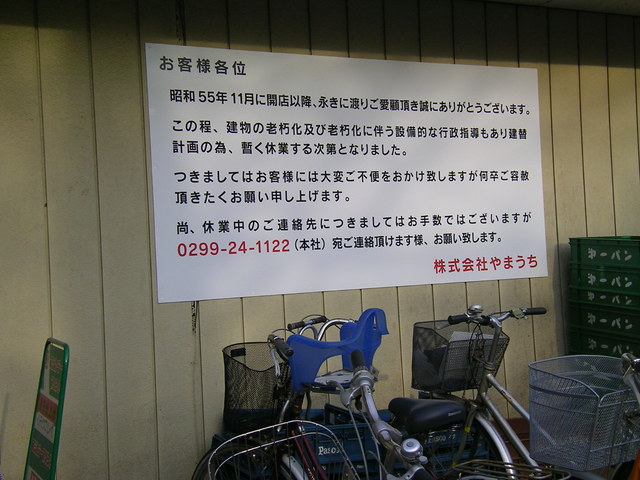 お客様各位
昭和55年11月に開店以降、永きに渡りご愛顧頂き誠にありがとうございます。
この程、建物の老朽化及び老朽化に伴う設備的な行政指導もあり建替
計画の為、暫く休業する次第となりました。
つきましてはお客様には大変ご不便をおかけ致しますが何卒ご容赦
頂きたくお願い申し上げます。
尚、休業中のご連絡先につきましてはお手数ではございますが
0299-24-1122（本社）宛ご連絡頂けます様、お願い致します。
株式会社やまうち
Pasco